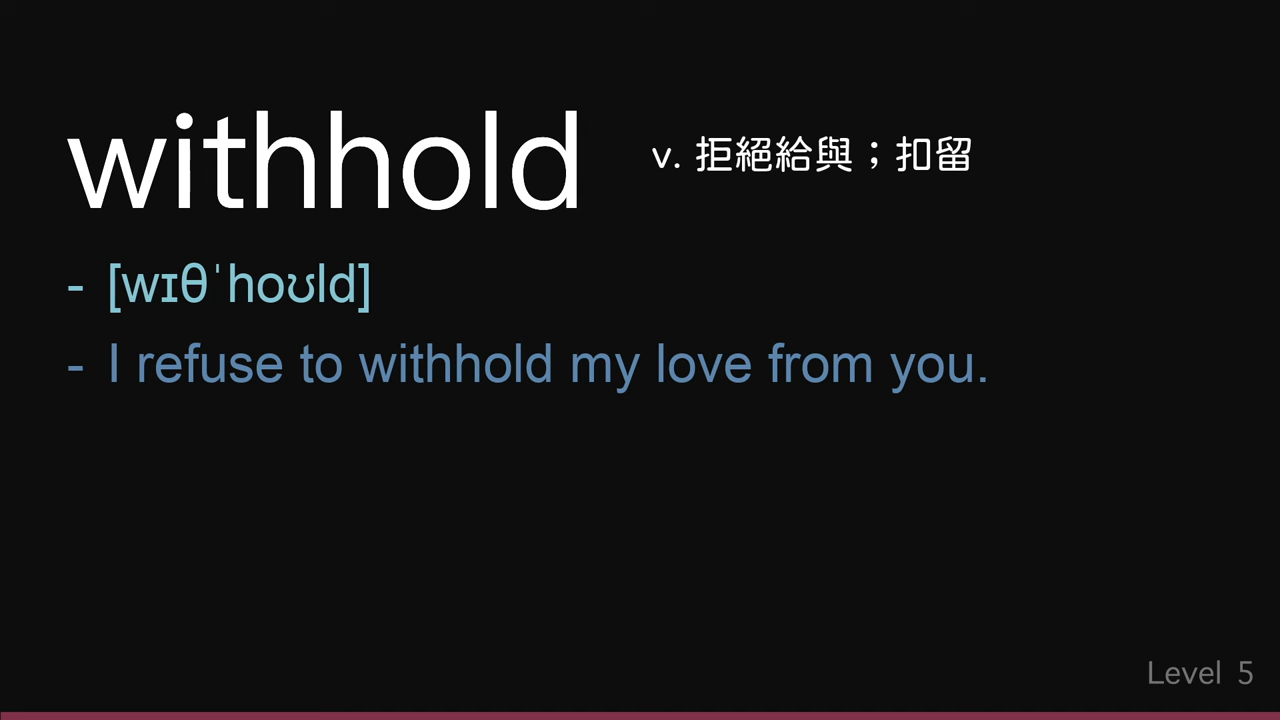 withhold v. 拒絕給與；扣留
- [wɪθˈhoʊld]
- I refuse to withhold my love from you.
Level 5